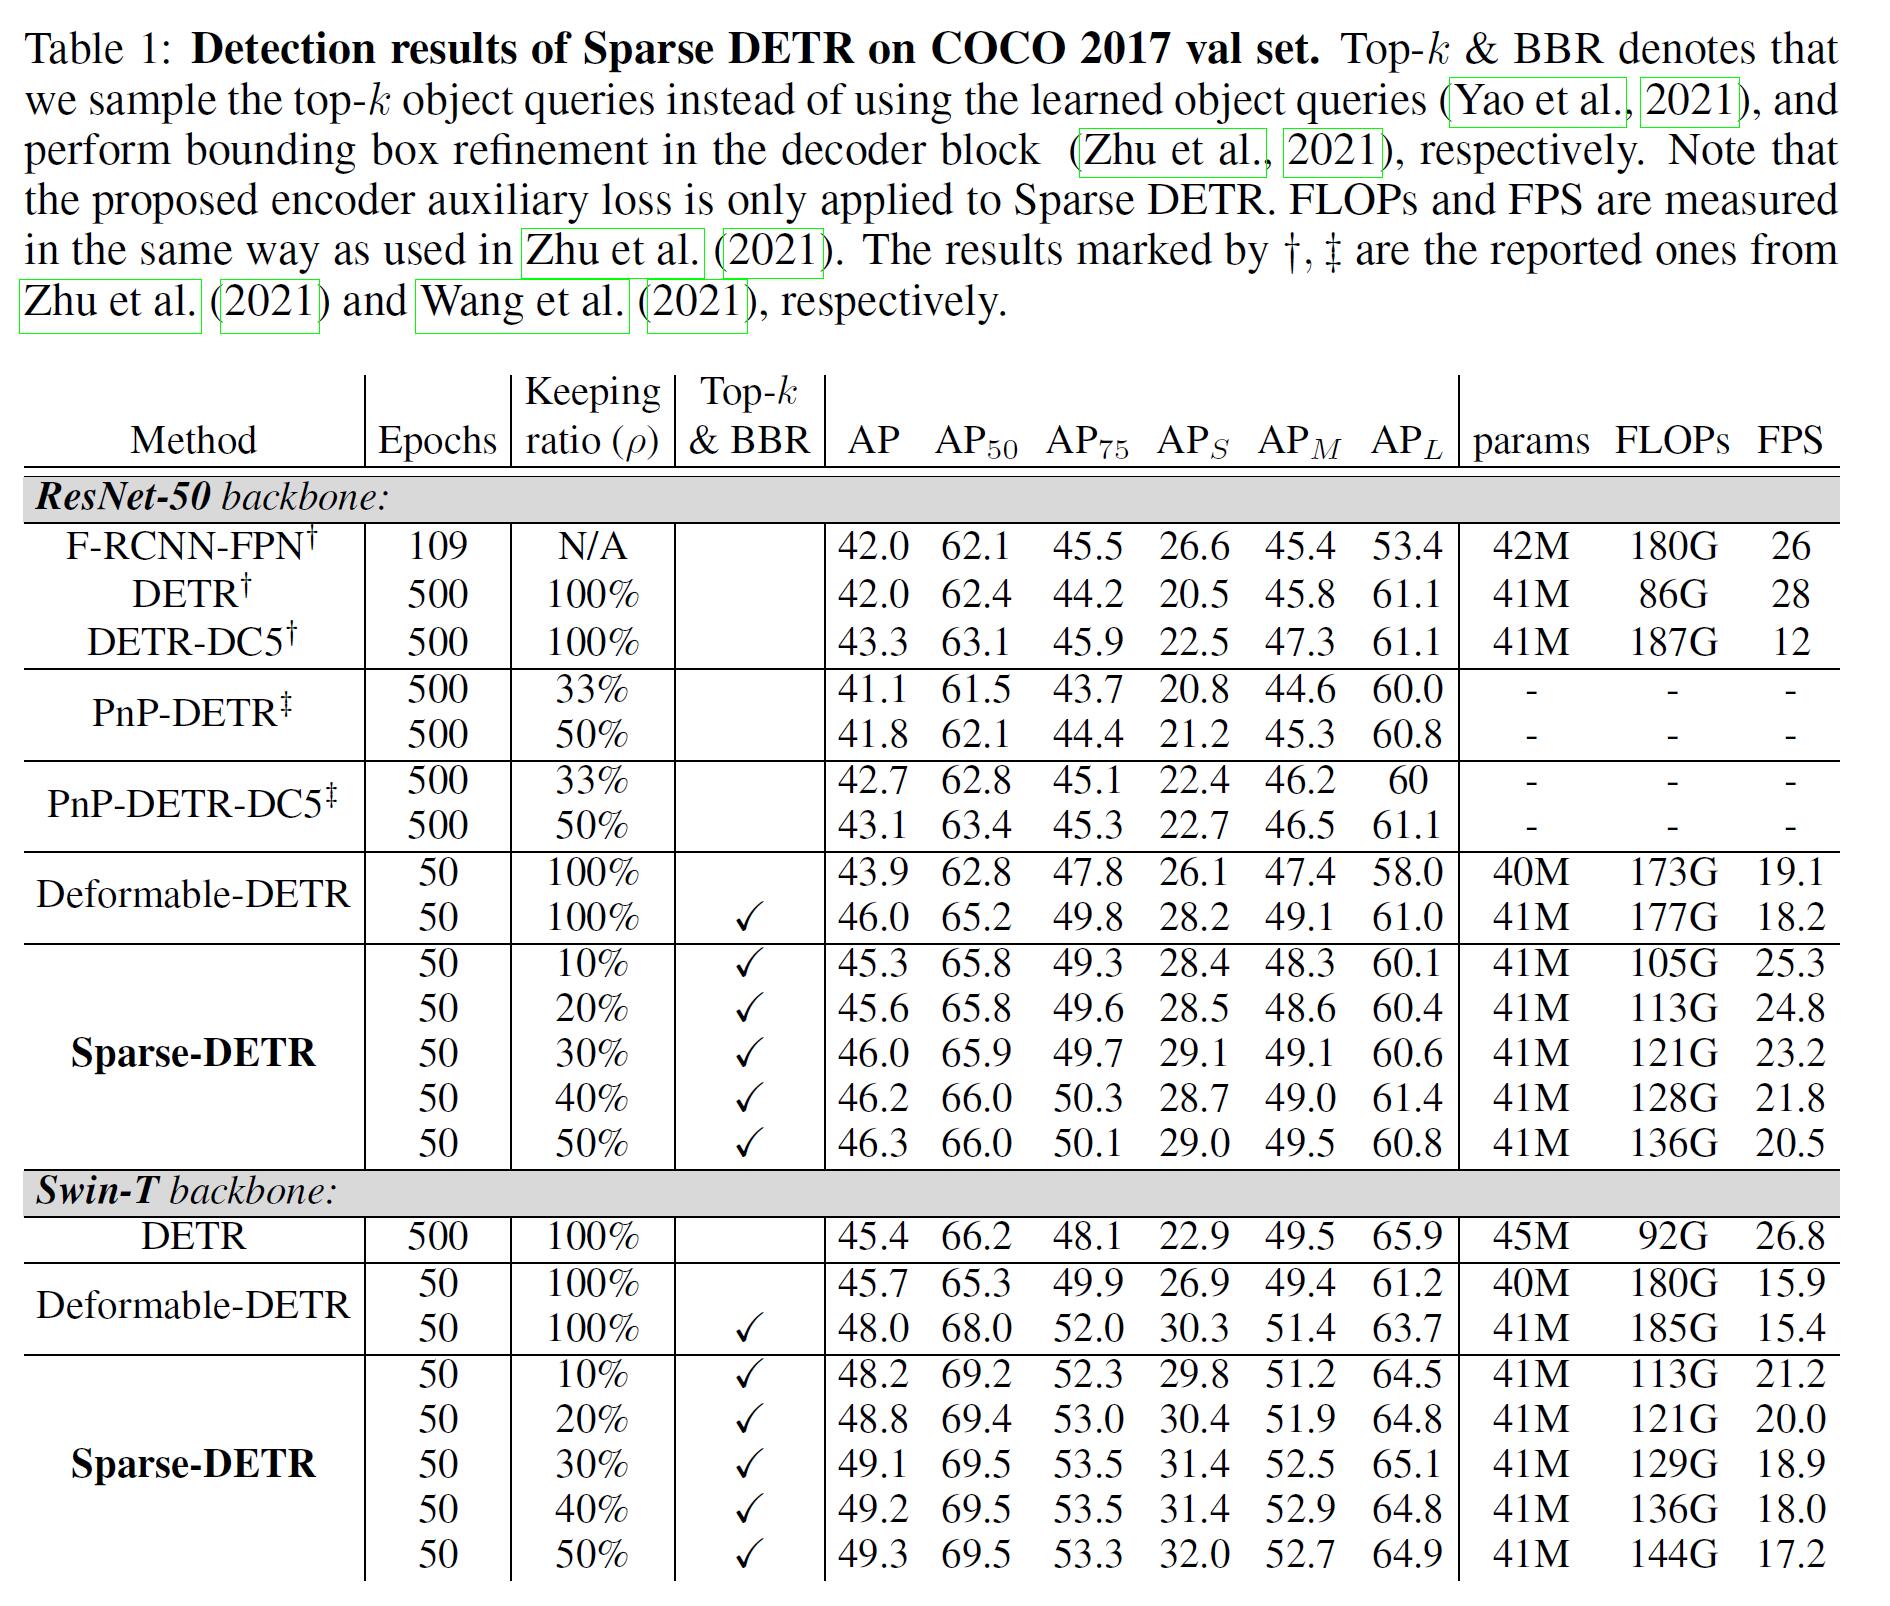 Table 1: Detection results of Sparse DETR on COCO 2017 val set. Top-k & BBR denotes that
we sample the top-k object queries instead of using the learned object queries (Yao et al., 2021), and
perform bounding box refinement in the decoder block (Zhu et al., 2021), respectively. Note that
the proposed encoder auxiliary loss is only applied to Sparse DETR. FLOPs and FPS are measured
in the same way as used in Zhu et al. (2021). The results marked by †, ‡ are the reported ones from
Zhu et al. (2021) and Wang et al. (2021), respectively.
Keeping Top-k
Method Epochs ratio (ρ) & BBR AP AP50 AP75 APS APM APL params FLOPs FPS
ResNet-50 backbone:
F-RCNN-FPN† 109 N/A 42.0 62.1 45.5 26.6 45.4 53.4 42M 180G 26
DETR† 500 100% 42.0 62.4 44.2 20.5 45.8 61.1 41M 86G 28
DETR-DC5† 500 100% 43.3 63.1 45.9 22.5 47.3 61.1 41M 187G 12
PnP-DETR‡
500 33% 41.1 61.5 43.7 20.8 44.6 60.0 - - -
500 50% 41.8 62.1 44.4 21.2 45.3 60.8 - - -
PnP-DETR-DC5‡
500 33% 42.7 62.8 45.1 22.4 46.2 60 - - -
500 50% 43.1 63.4 45.3 22.7 46.5 61.1 - - -
Deformable-DETR
50 100% 43.9 62.8 47.8 26.1 47.4 58.0 40M 173G 19.1
50 100% ✓ 46.0 65.2 49.8 28.2 49.1 61.0 41M 177G 18.2
Sparse-DETR
50 10% ✓ 45.3 65.8 49.3 28.4 48.3 60.1 41M 105G 25.3
50 20% ✓ 45.6 65.8 49.6 28.5 48.6 60.4 41M 113G 24.8
50 30% ✓ 46.0 65.9 49.7 29.1 49.1 60.6 41M 121G 23.2
50 40% ✓ 46.2 66.0 50.3 28.7 49.0 61.4 41M 128G 21.8
50 50% ✓ 46.3 66.0 50.1 29.0 49.5 60.8 41M 136G 20.5
Swin-T backbone:
DETR 500 100% 45.4 66.2 48.1 22.9 49.5 65.9 45M 92G 26.8
Deformable-DETR
50 100% 45.7 65.3 49.9 26.9 49.4 61.2 40M 180G 15.9
50 100% ✓ 48.0 68.0 52.0 30.3 51.4 63.7 41M 185G 15.4
Sparse-DETR
50 10% ✓ 48.2 69.2 52.3 29.8 51.2 64.5 41M 113G 21.2
50 20% ✓ 48.8 69.4 53.0 30.4 51.9 64.8 41M 121G 20.0
50 30% ✓ 49.1 69.5 53.5 31.4 52.5 65.1 41M 129G 18.9
50 40% ✓ 49.2 69.5 53.5 31.4 52.9 64.8 41M 136G 18.0
50 50% ✓ 49.3 69.5 53.3 32.0 52.7 64.9 41M 144G 17.2